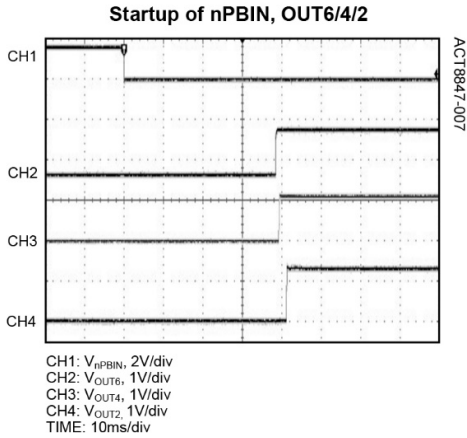 Startup of nPBIN, OUT6/4/2
CH1
ACT8847-007
CH2
CH3
CH4
CH1: VnPBIN, 2V/div
CH2: VOUT6, 1V/div
CH3: VOUT4, 1V/div
CH4: VOUT2, 1V/div
TIME: 10ms/div